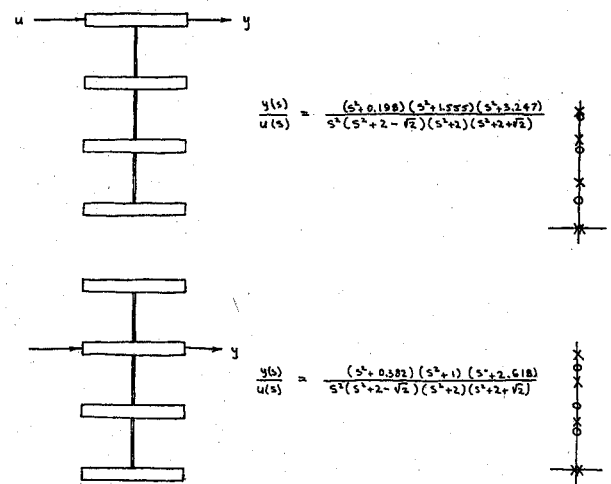 u y
y(s)/u(s) = (s²+0.198)(s²+1.555)(s²+3.247) / s²(s²+2-√2)(s²+2)(s²+2+√2)
y
y(s)/u(s) = (s²+0.382)(s²+1)(s²+2.618) / s²(s²+2-√2)(s²+2)(s²+2+√2)